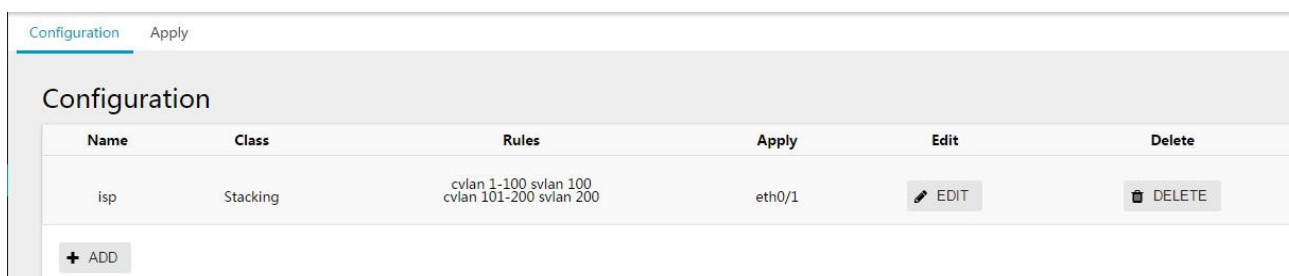 Configuration Apply
Configuration
Name Class Rules Apply Edit Delete
cvlan 1-100 svlan 100
isp Stacking cvlan 101-200 svlan 200 eth0/1 EDIT DELETE
ADD